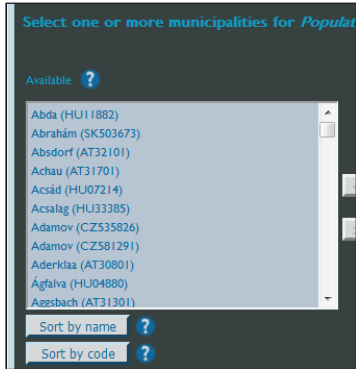 Select one or more municipalities for Populat
Available ?
Abda (HU11882)
Abrahám (SK503673)
Absdorf (AT32101)
Achau (AT31701)
Acsád (HU07214)
Acsalag (HU33385)
Adamov (CZ535826)
Adamov (CZ581291)
Aderklaa (AT30801)
Ágfalva (HU04880)
Aggsbach (AT31301)
Sort by name ?
Sort by code ?